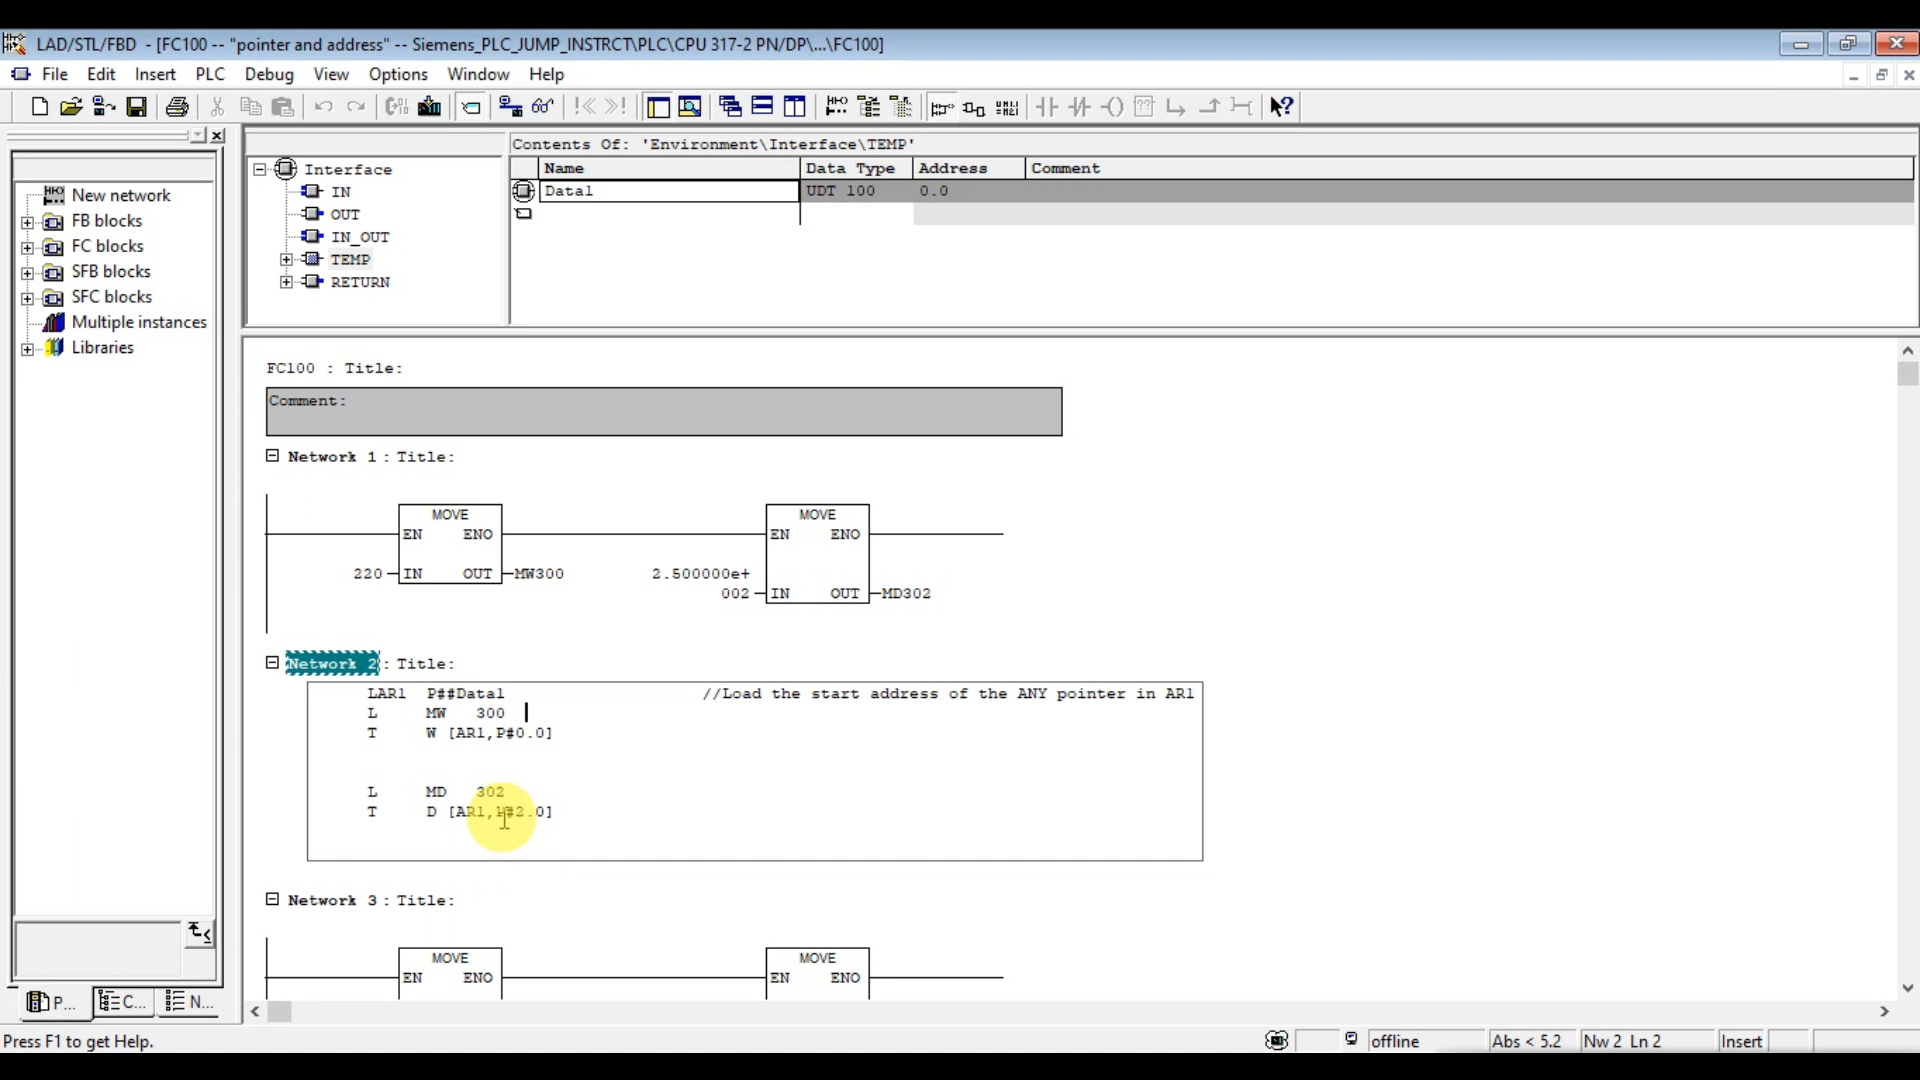 LAD/STL/FBD - [FC100 -- "pointer and address" -- Siemens_PLC_JUMP_INSTRCT\PLC\CPU 317-2 PN/DP\...\FC100]
File Edit Insert PLC Debug View Options Window Help
New network
FB blocks
FC blocks
SFB blocks
SFC blocks
Multiple instances
Libraries
P... C... N...
Interface
IN
OUT
IN_OUT
TEMP
RETURN
Contents Of: 'Environment\Interface\TEMP'
Name Data Type Address Comment
Data1 UDT 100 0.0
FC100 : Title:
Comment:
Network 1 : Title:
MOVE MOVE
EN ENO EN ENO
220 IN OUT MW300 2.500000e+
002 IN OUT MD302
Network 2 : Title:
LAR1 P##Data1 //Load the start address of the ANY pointer in AR1
L MW 300
T W [AR1,P#0.0]
L MD 302
T D [AR1,P#2.0]
Network 3 : Title:
MOVE MOVE
EN ENO EN ENO
Press F1 to get Help. offline Abs < 5.2 Nw 2 Ln 2 Insert